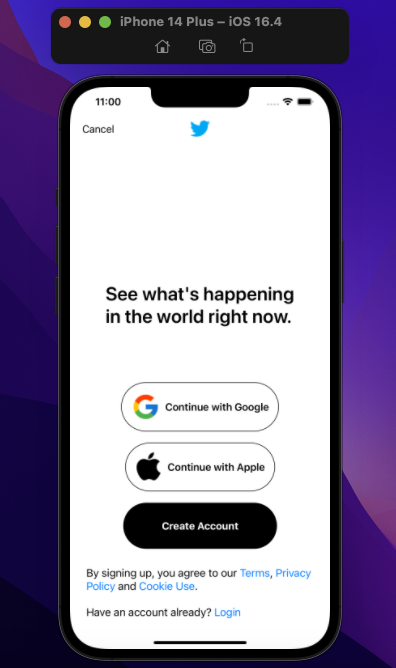 iPhone 14 Plus – iOS 16.4
11:00
Cancel
See what's happening
in the world right now.
Continue with Google
Continue with Apple
Create Account
By signing up, you agree to our Terms, Privacy
Policy and Cookie Use.
Have an account already? Login